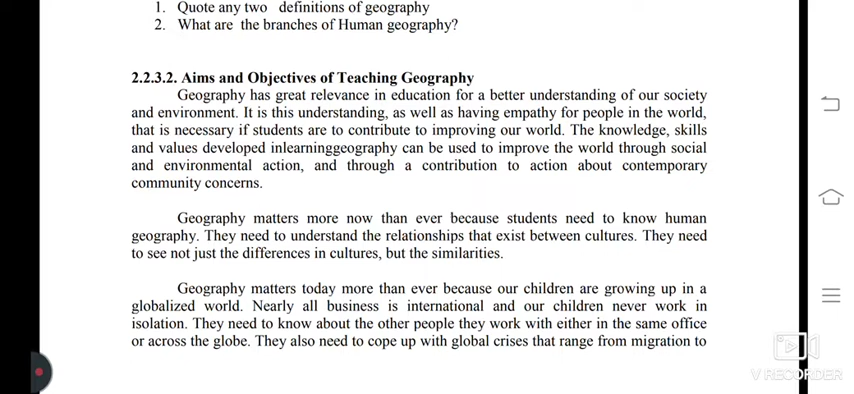 1. Quote any two definitions of geography
2. What are the branches of Human geography?
2.2.3.2. Aims and Objectives of Teaching Geography
Geography has great relevance in education for a better understanding of our society
and environment. It is this understanding, as well as having empathy for people in the world,
that is necessary if students are to contribute to improving our world. The knowledge, skills
and values developed inlearninggeography can be used to improve the world through social
and environmental action, and through a contribution to action about contemporary
community concerns.
Geography matters more now than ever because students need to know human
geography. They need to understand the relationships that exist between cultures. They need
to see not just the differences in cultures, but the similarities.
Geography matters today more than ever because our children are growing up in a
globalized world. Nearly all business is international and our children never work in
isolation. They need to know about the other people they work with either in the same office
or across the globe. They also need to cope up with global crises that range from migration to
V RECORDER